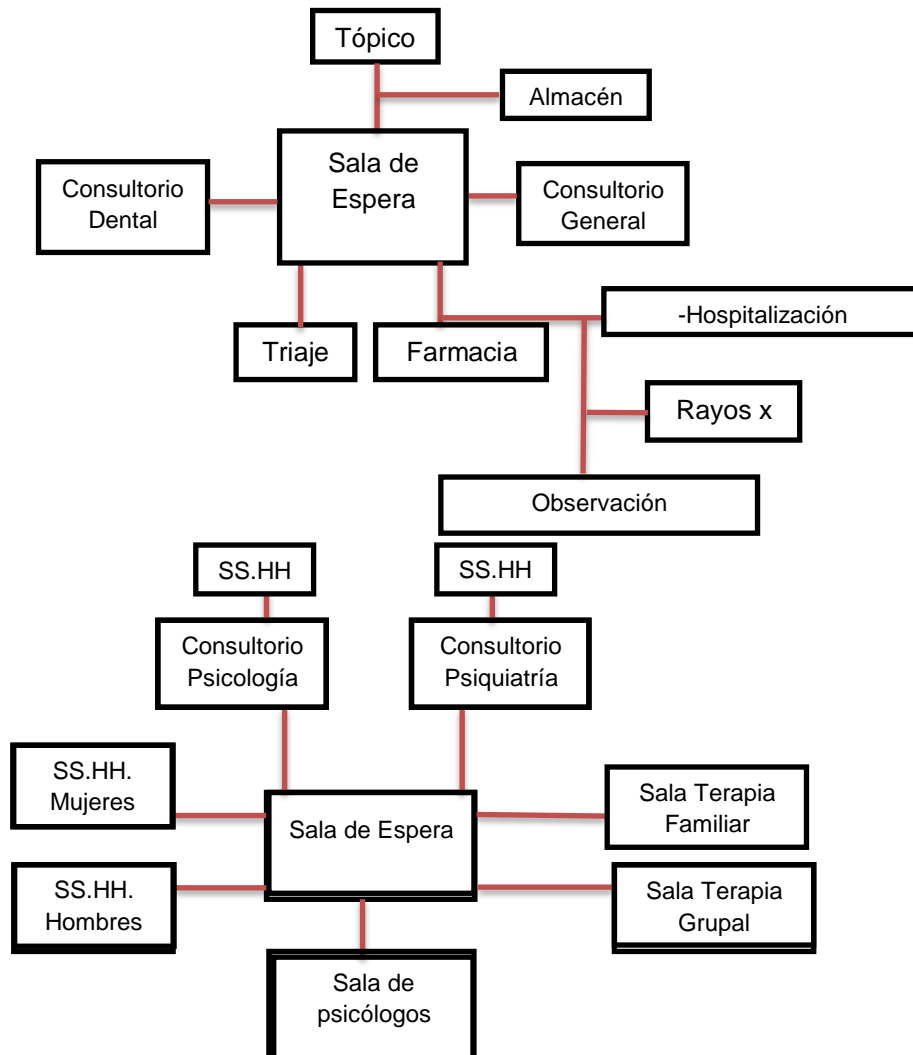 Tópico
Almacén
Sala de
Espera
Consultorio
Dental
Consultorio
General
-Hospitalización
Triaje
Farmacia
Rayos x
Observación
SS.HH
SS.HH
Consultorio
Psicología
Consultorio
Psiquiatría
SS.HH.
Mujeres
Sala de Espera
Sala Terapia
Familiar
SS.HH.
Hombres
Sala Terapia
Grupal
Sala de
psicólogos